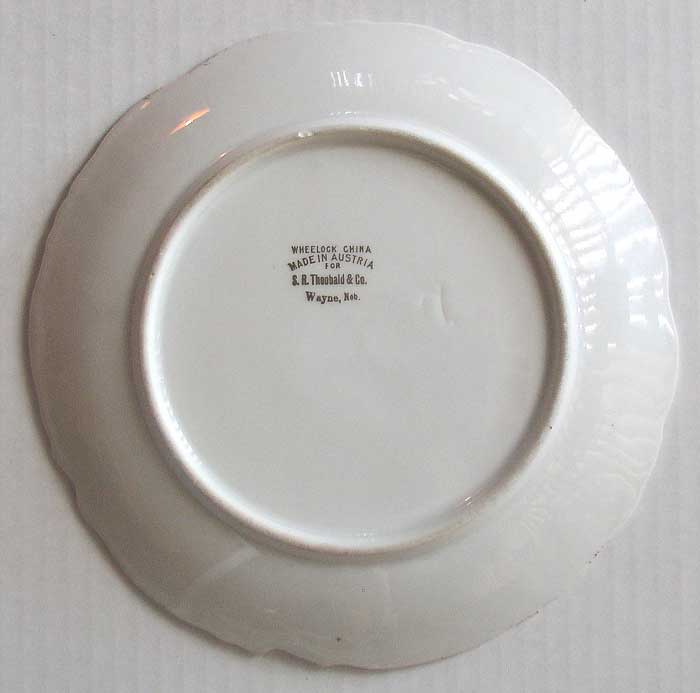 WHEELOCK CHINA
MADE IN AUSTRIA
FOR
S. R. Theobald & Co.
Wayne, Neb.